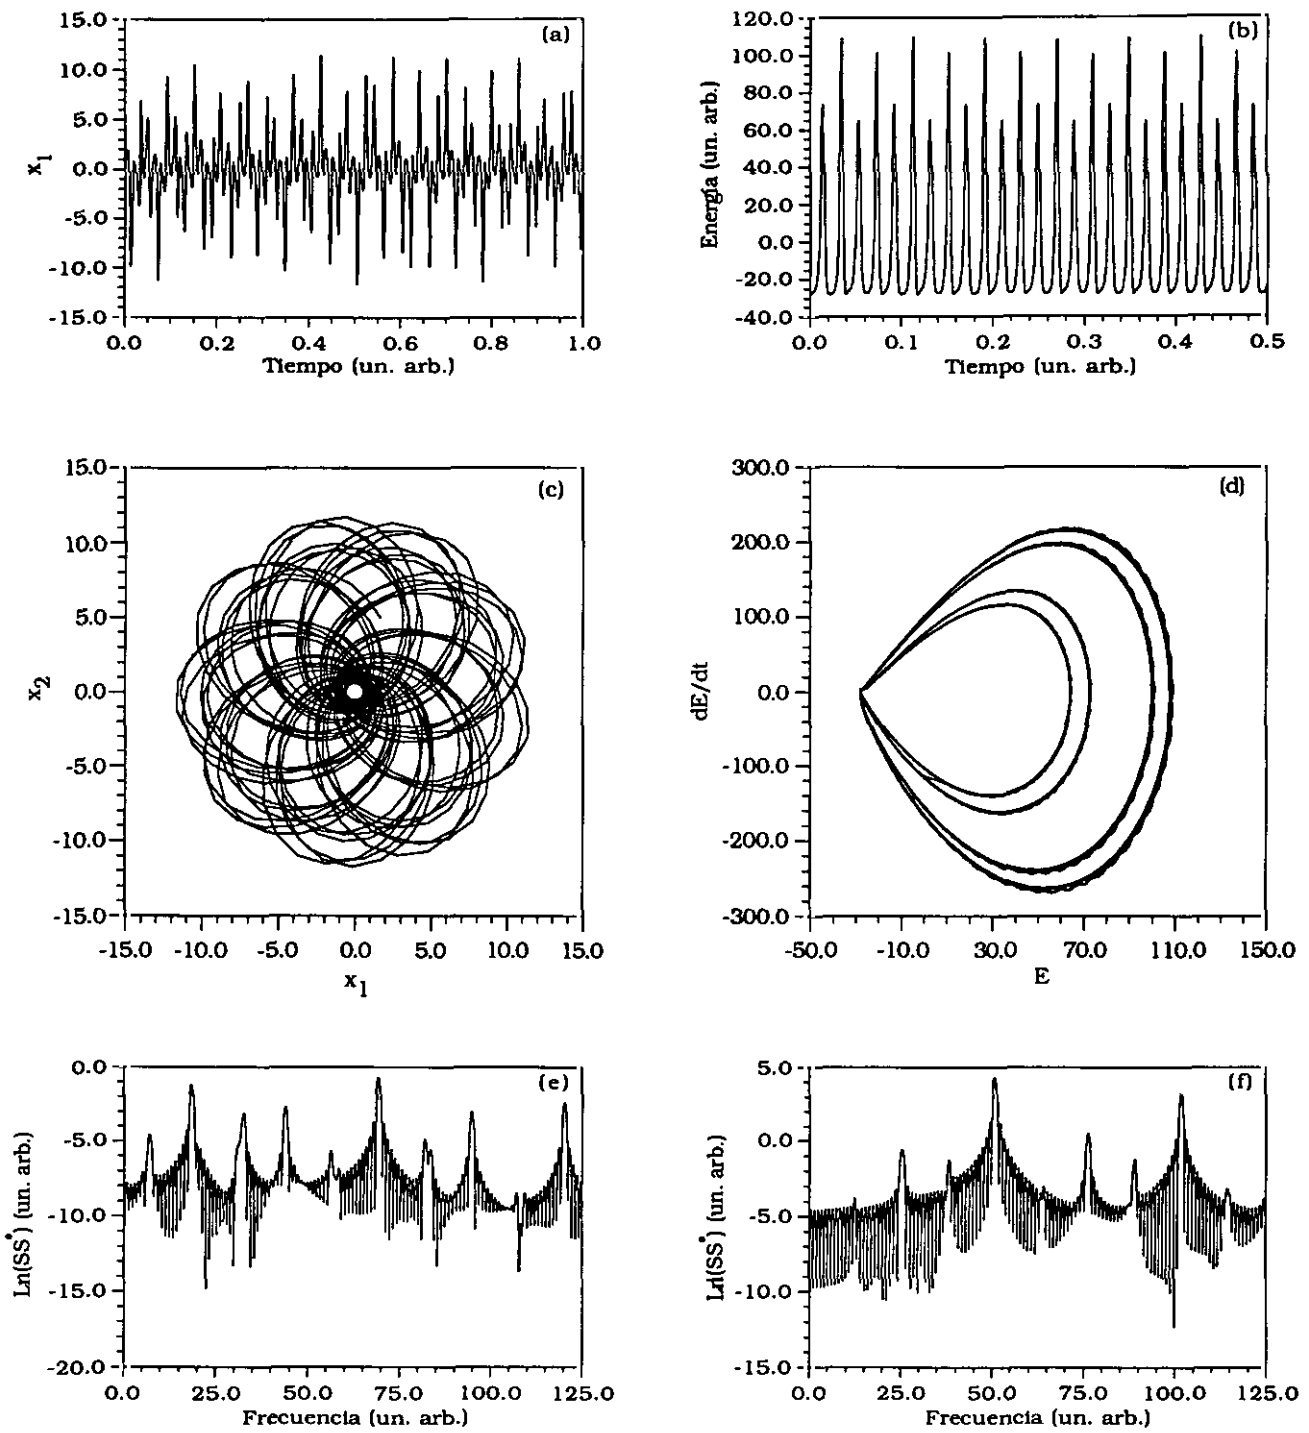 (a)
15.0
10.0
5.0
0.0
-5.0
-10.0
-15.0
x1
0.0 0.2 0.4 0.6 0.8 1.0
Tiempo (un. arb.)
(b)
120.0
100.0
80.0
60.0
40.0
20.0
0.0
-20.0
-40.0
Energía (un. arb.)
0.0 0.1 0.2 0.3 0.4 0.5
Tiempo (un. arb.)
(c)
15.0
10.0
5.0
0.0
-5.0
-10.0
-15.0
x2
-15.0 -10.0 -5.0 0.0 5.0 10.0 15.0
x1
(d)
300.0
200.0
100.0
0.0
-100.0
-200.0
-300.0
dE/dt
-50.0 -10.0 30.0 70.0 110.0 150.0
E
(e)
0.0
-5.0
-10.0
-15.0
-20.0
Ln(SS*) (un. arb.)
0.0 25.0 50.0 75.0 100.0 125.0
Frecuencia (un. arb.)
(f)
5.0
0.0
-5.0
-10.0
-15.0
Ln(SS*) (un. arb.)
0.0 25.0 50.0 75.0 100.0 125.0
Frecuencia (un. arb.)